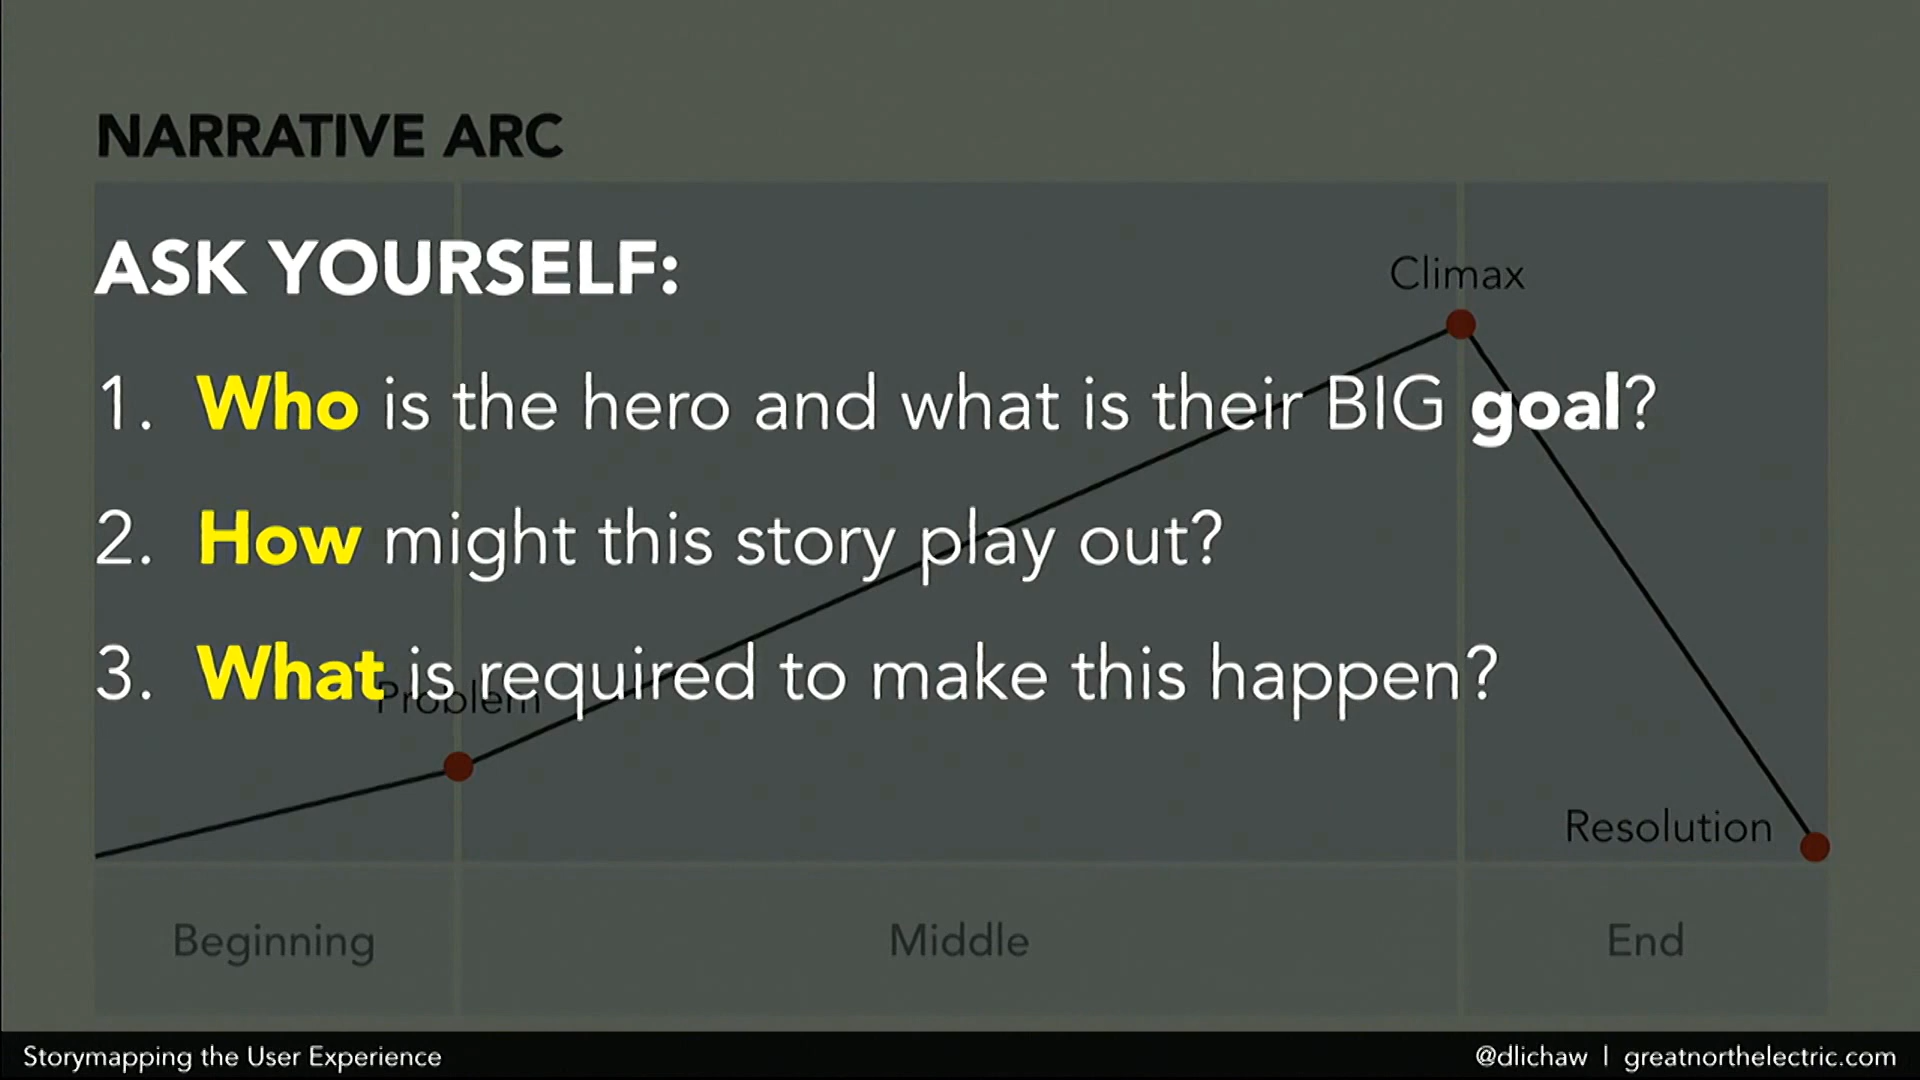 NARRATIVE ARC
ASK YOURSELF:
Climax
1. Who is the hero and what is their BIG goal?
2. How might this story play out?
3. What is required to make this happen?
Problem
Resolution
Beginning
Middle
End
Storymapping the User Experience
@dlichaw | greatnorthelectric.com